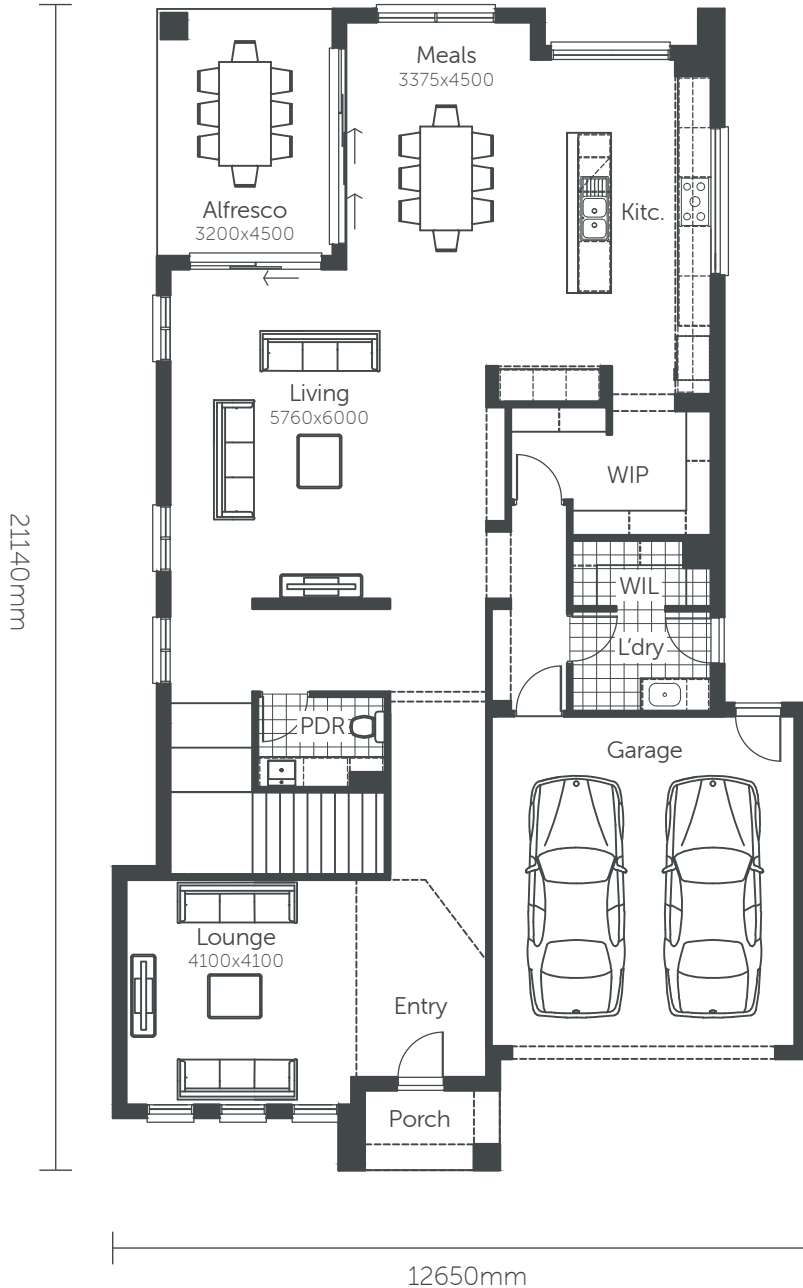 Meals
3375x4500
Alfresco
3200x4500
Kitc.
Living
5760x6000
WIP
21140mm
WIL
L'dry
PDR
Garage
Lounge
4100x4100
Entry
Porch
12650mm